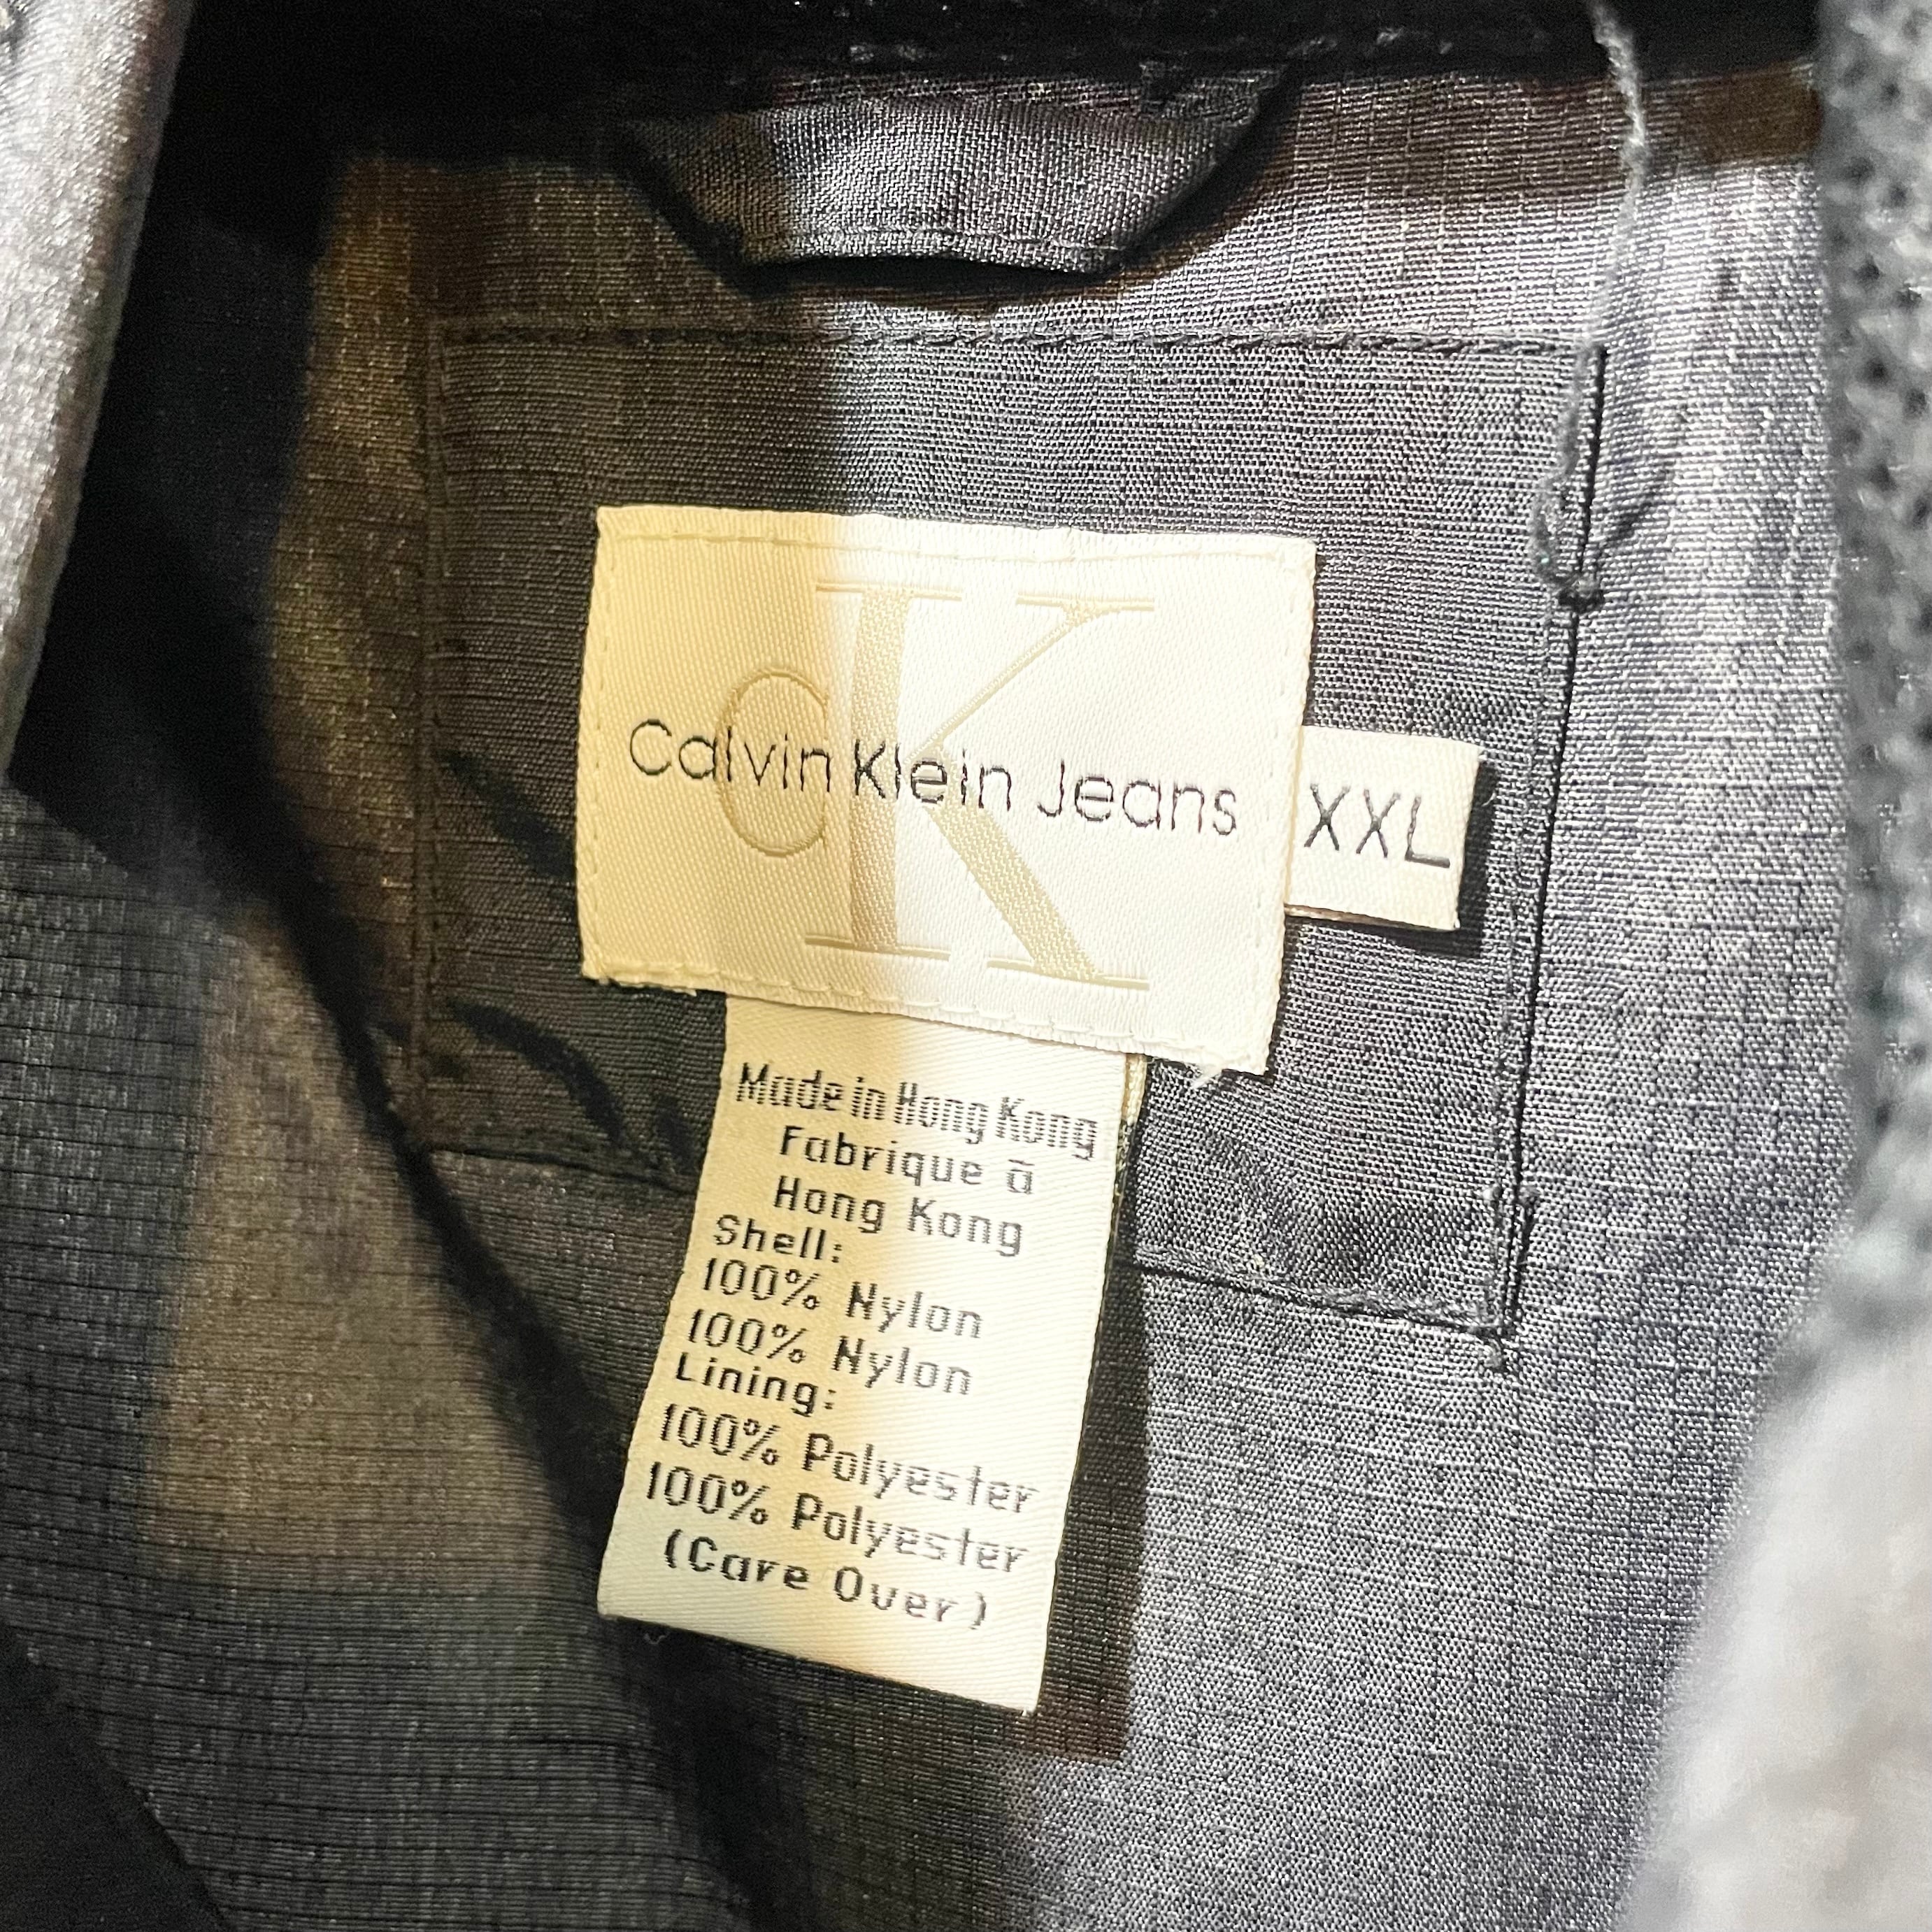 CK
Calvin Klein Jeans
XXL
Made in Hong Kong
Fabrique ā
Hong Kong
Shell:
100% Nylon
100% Nylon
Lining:
100% Polyester
100% Polyester
(Care Over)